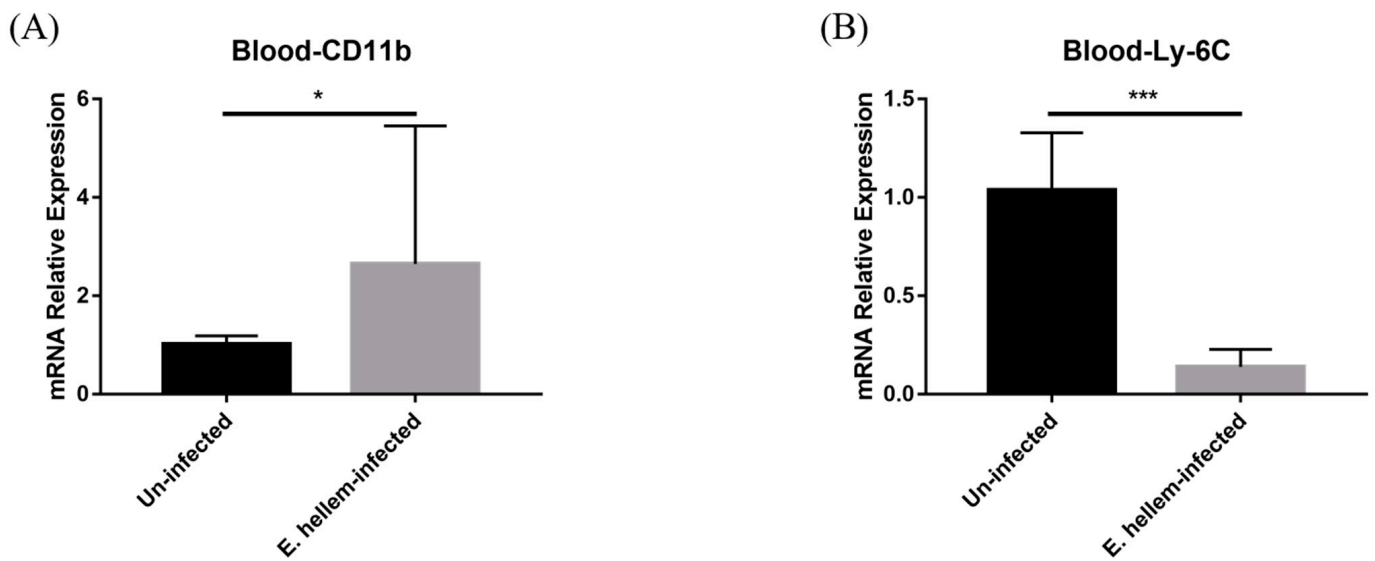 (A)
Blood-CD11b
*
mRNA Relative Expression
6
4
2
0
Un-infected
E. hellem-infected
(B)
Blood-Ly-6C
***
mRNA Relative Expression
1.5
1.0
0.5
0.0
Un-infected
E. hellem-infected